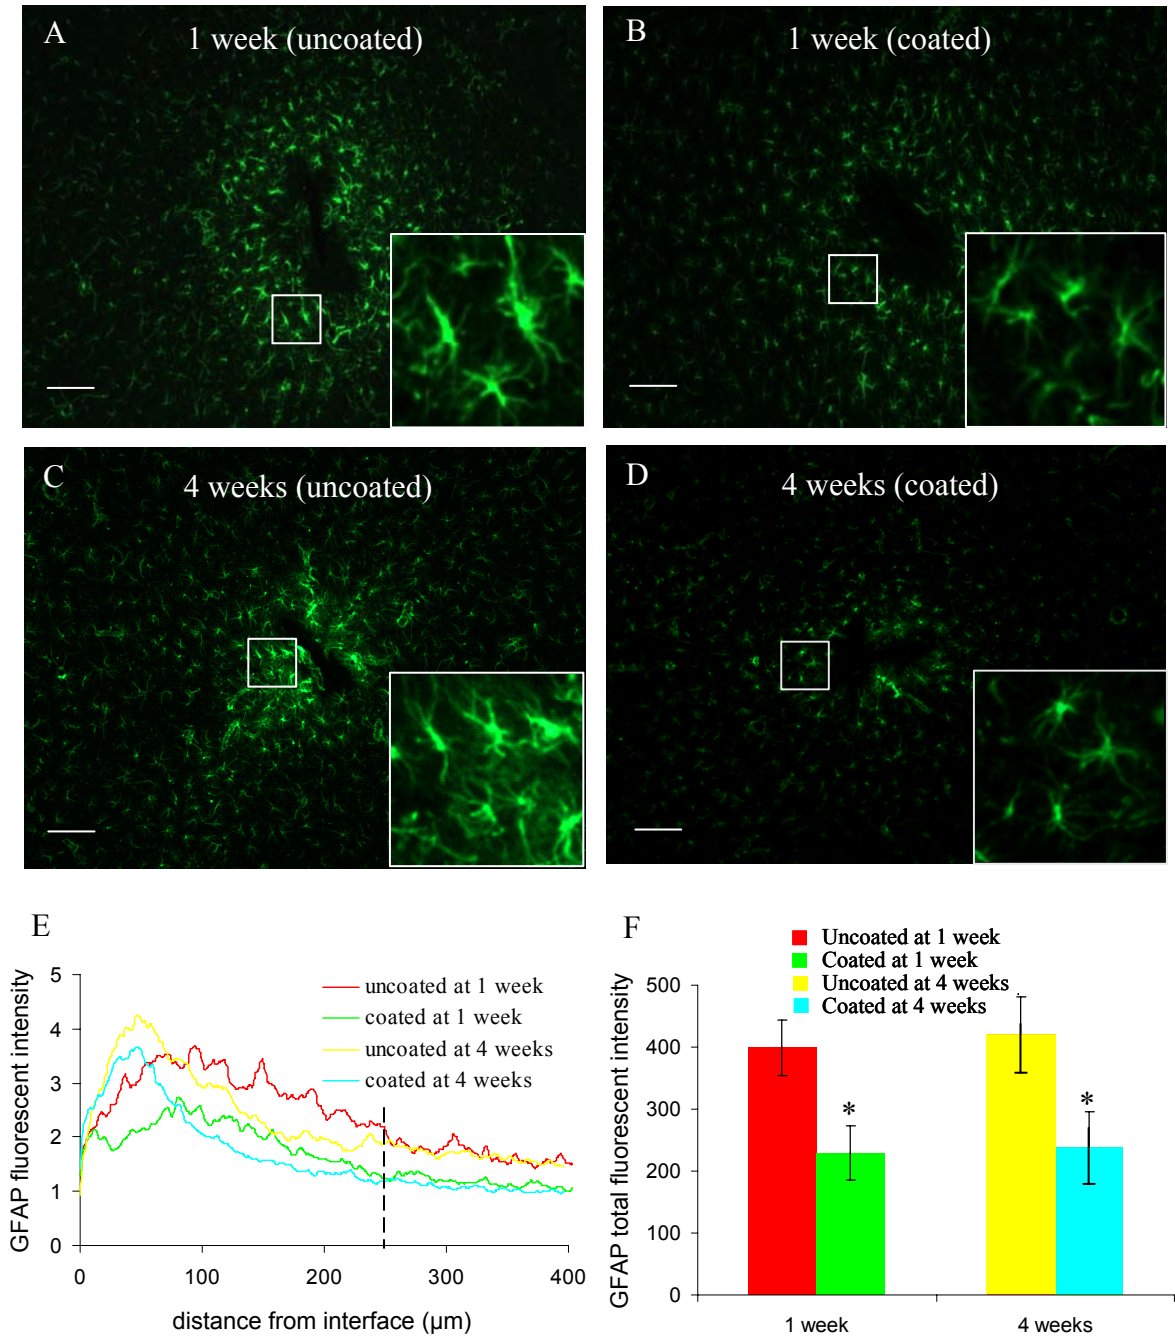 A
1 week (uncoated)
B
1 week (coated)
C
4 weeks (uncoated)
D
4 weeks (coated)
E
GFAP fluorescent intensity
5
4
3
2
1
0
uncoated at 1 week
coated at 1 week
uncoated at 4 weeks
coated at 4 weeks
0 100 200 300 400
distance from interface (µm)
F
Uncoated at 1 week
Coated at 1 week
Uncoated at 4 weeks
Coated at 4 weeks
GFAP total fluorescent intensity
500
400
300
200
100
0
*
*
1 week 4 weeks